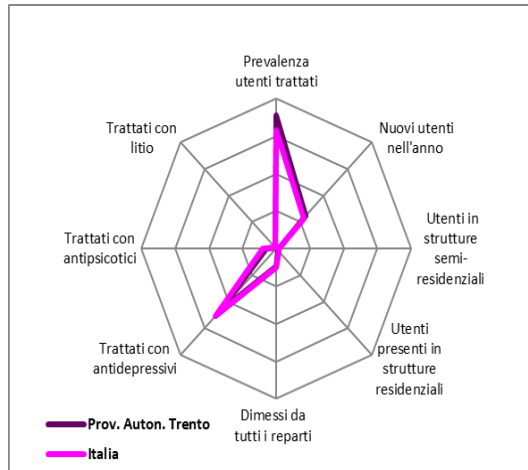 Prevalenza
utenti trattati
Nuovi utenti
nell'anno
Utenti in
strutture
semi-
residenziali
Utenti
presenti in
strutture
residenziali
Dimessi da
tutti i reparti
Trattati con
antidepressivi
Trattati con
antipsicotici
Trattati con
litio
Prov. Auton. Trento
Italia